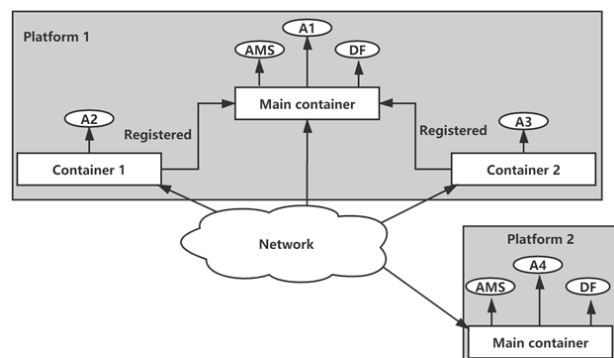 Platform 1
A1
AMS
DF
Main container
A2
Registered
Registered
A3
Container 1
Container 2
Network
Platform 2
A4
AMS
DF
Main container